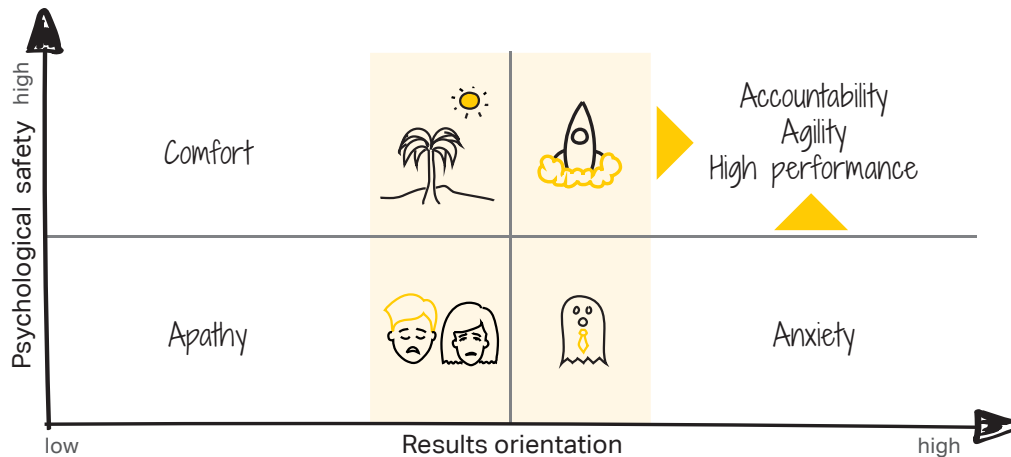 Psychological safety high
Comfort
Accountability
Agility
High performance
Apathy
Anxiety
low
Results orientation
high